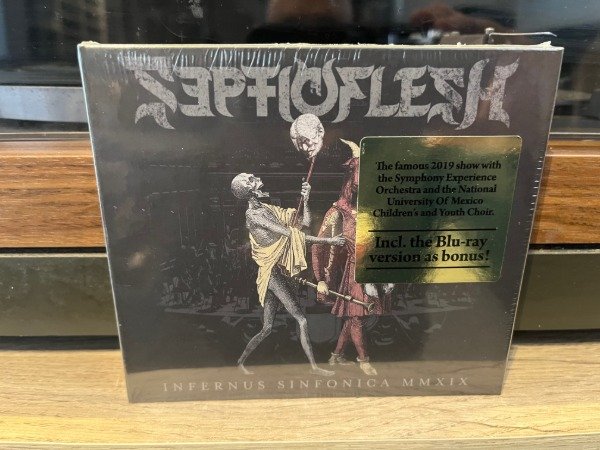 SEPTICFLESH
The famous 2019 show with
the Symphony Experience
Orchestra and the National
University Of Mexico
Children's and Youth Choir.
Incl. the Blu-ray
version as bonus!
INFERNUS SINFONICA MMXIX